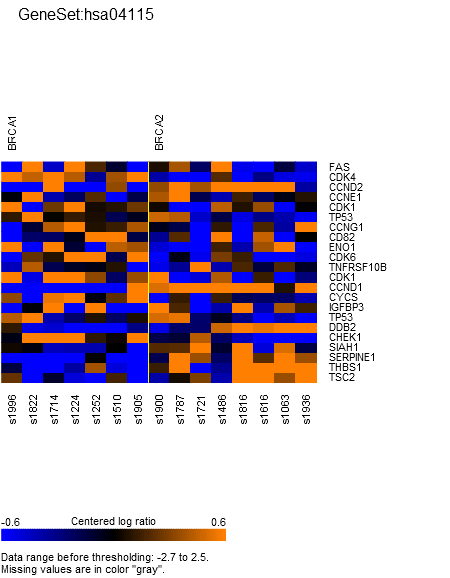 GeneSet:hsa04115
BRCA1
BRCA2
FAS
CDK4
CCND2
CCNE1
CDK1
TP53
CCNG1
CD82
ENO1
CDK6
TNFRSF10B
CDK1
CCND1
CYCS
IGFBP3
TP53
DDB2
CHEK1
SIAH1
SERPINE1
THBS1
TSC2
s1996 s1822 s1714 s1224 s1252 s1510 s1905 s1900 s1787 s1721 s1486 s1816 s1616 s1063 s1936
-0.6 Centered log ratio 0.6
Data range before thresholding: -2.7 to 2.5.
Missing values are in color "gray".